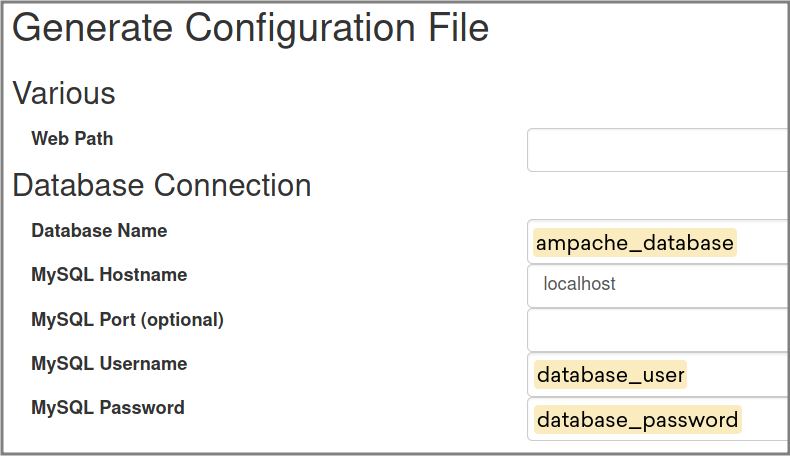 Generate Configuration File
Various
Web Path
Database Connection
Database Name ampache_database
MySQL Hostname localhost
MySQL Port (optional)
MySQL Username database_user
MySQL Password database_password